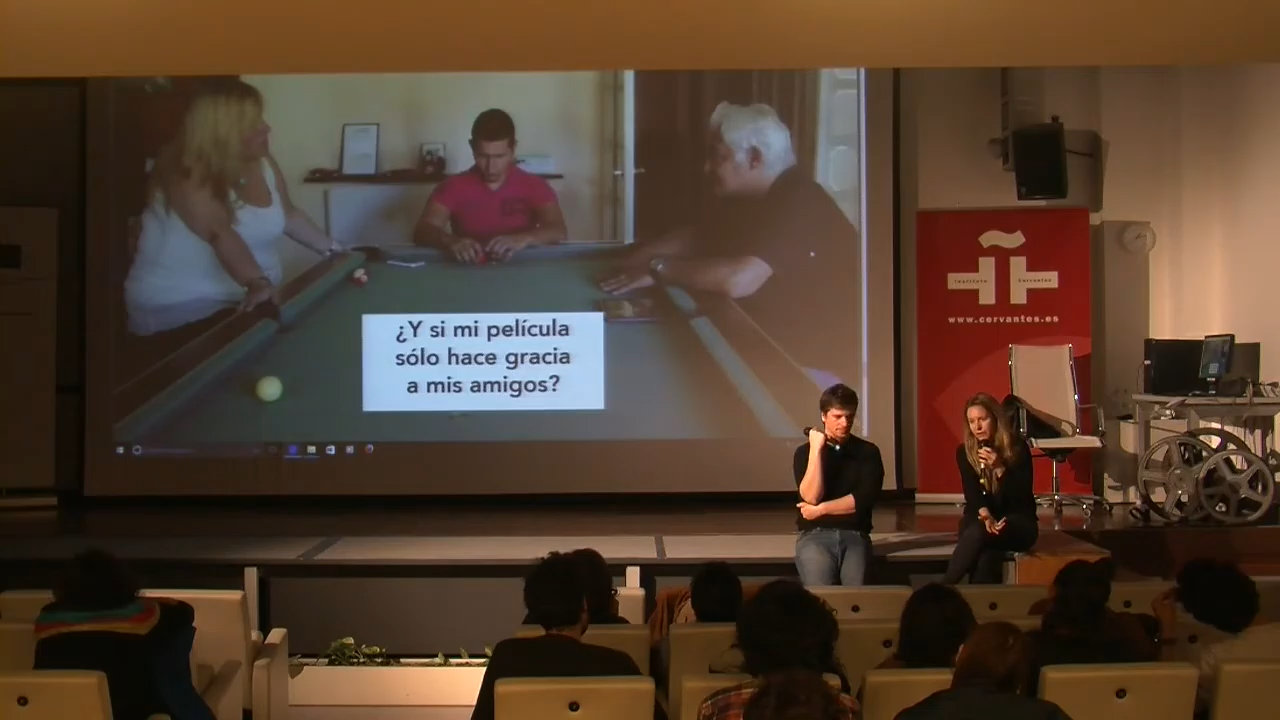 ¿Y si mi película
sólo hace gracia
a mis amigos?
Instituto Cervantes
www.cervantes.es